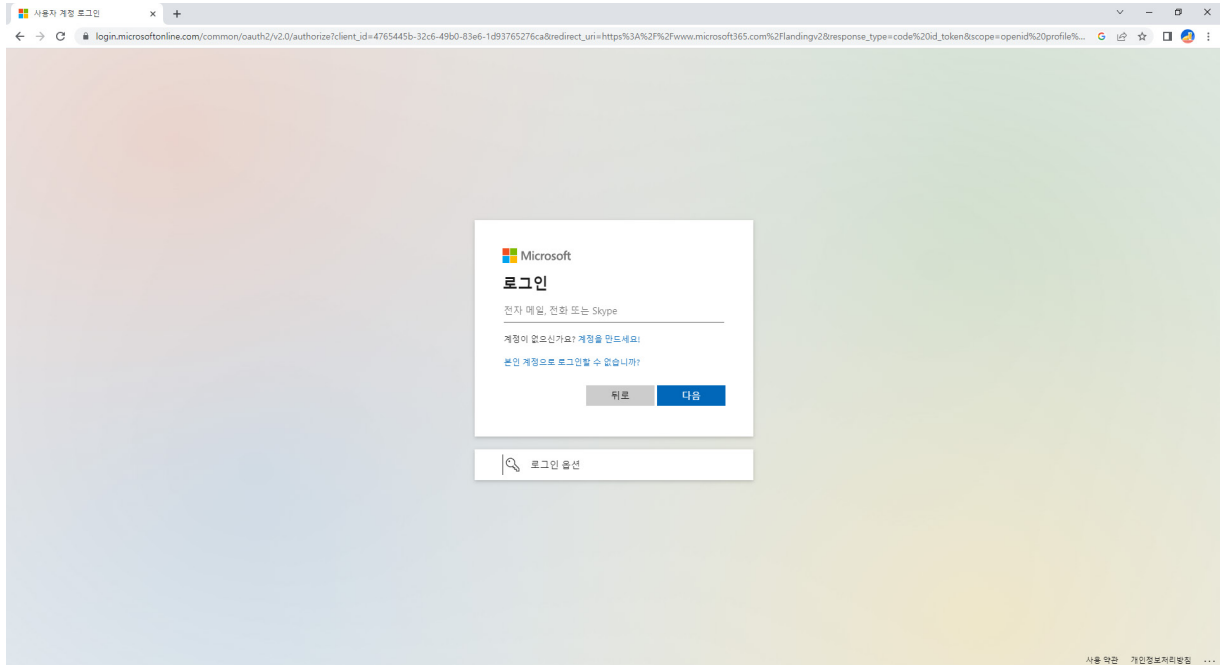 사용자 계정 로그인
login.microsoftonline.com/common/oauth2/v2.0/authorize?client_id=4765445b-32c6-49b0-83e6-1d93765276ca&redirect_uri=https%3A%2F%2Fwww.microsoft365.com%2Flandingv2&response_type=code%20id_token&scope=openid%20profile%...
Microsoft
로그인
전자 메일, 전화 또는 Skype
계정이 없으신가요? 계정을 만드세요!
본인 계정으로 로그인할 수 없습니까?
뒤로 다음
로그인 옵션
사용 약관 개인정보처리방침 ...